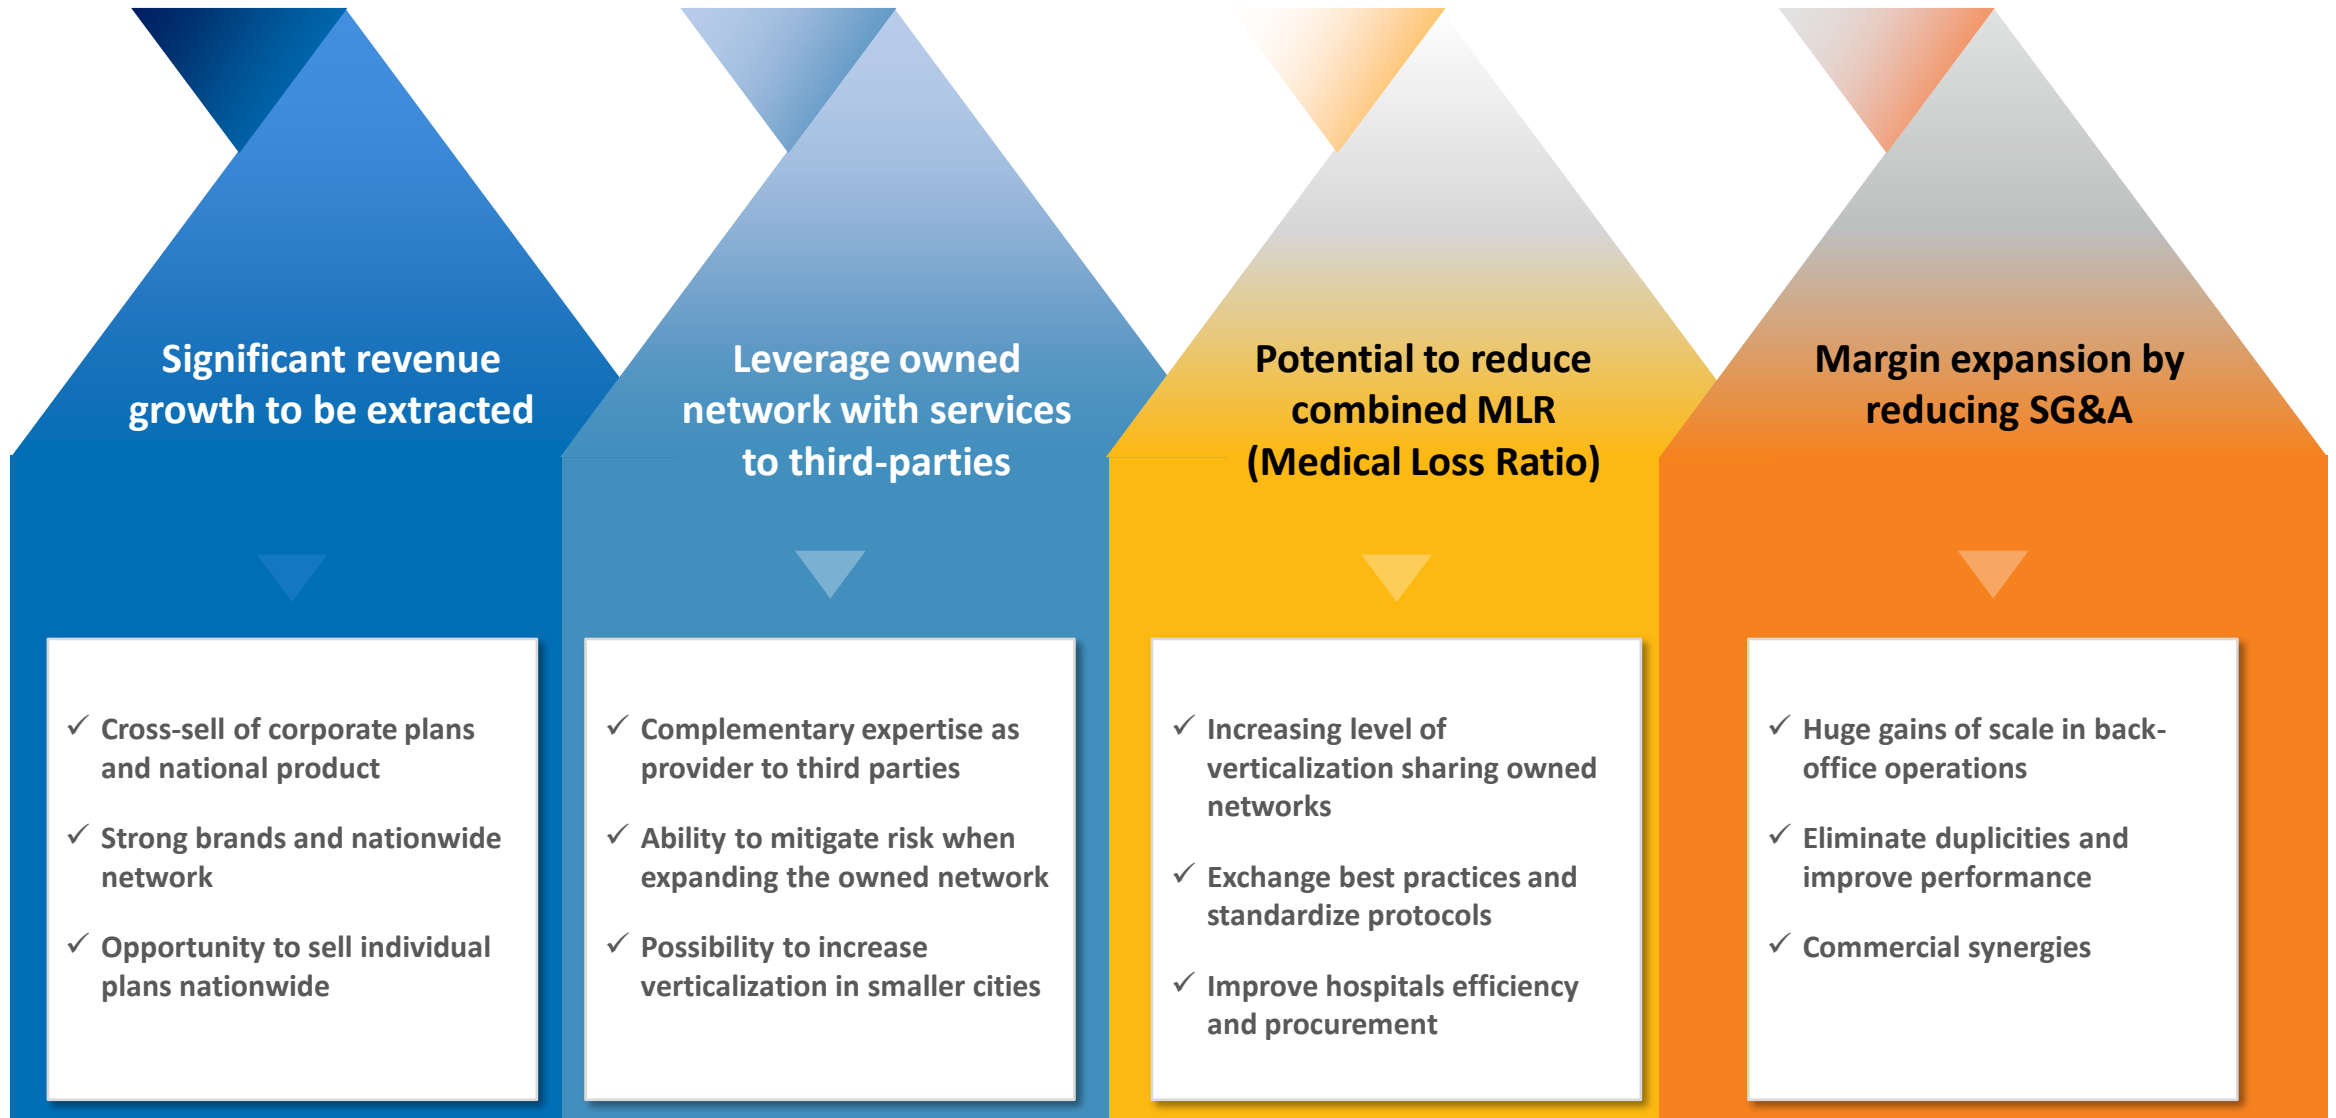 Significant revenue
growth to be extracted
✓ Cross-sell of corporate plans
and national product
✓ Strong brands and nationwide
network
✓ Opportunity to sell individual
plans nationwide
Leverage owned
network with services
to third-parties
✓ Complementary expertise as
provider to third parties
✓ Ability to mitigate risk when
expanding the owned network
✓ Possibility to increase
verticalization in smaller cities
Potential to reduce
combined MLR
(Medical Loss Ratio)
✓ Increasing level of
verticalization sharing owned
networks
✓ Exchange best practices and
standardize protocols
✓ Improve hospitals efficiency
and procurement
Margin expansion by
reducing SG&A
✓ Huge gains of scale in back-
office operations
✓ Eliminate duplicities and
improve performance
✓ Commercial synergies